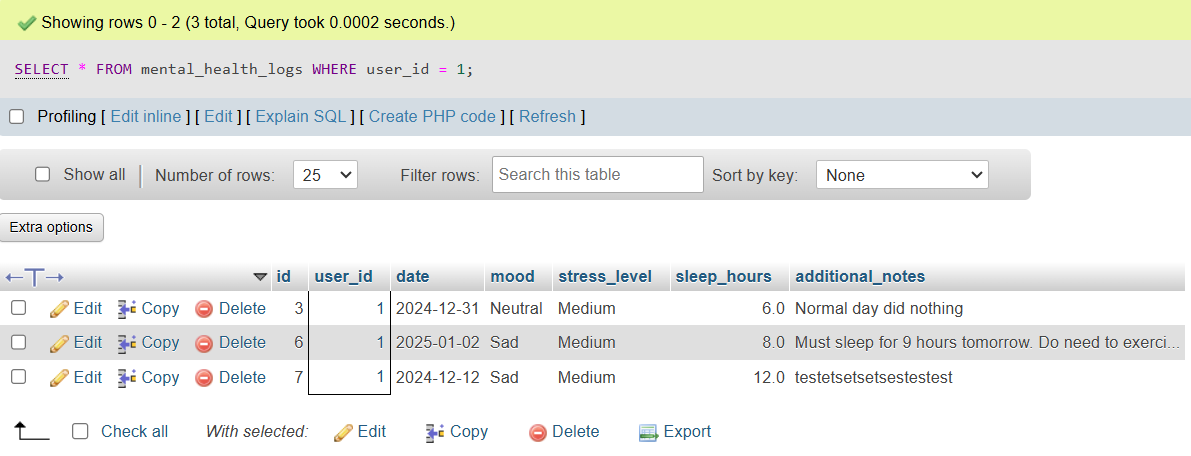 Showing rows 0 - 2 (3 total, Query took 0.0002 seconds.)
SELECT * FROM mental_health_logs WHERE user_id = 1;
Profiling [ Edit inline ] [ Edit ] [ Explain SQL ] [ Create PHP code ] [ Refresh ]
Show all Number of rows: 25 Filter rows: Search this table Sort by key: None
Extra options
id user_id date mood stress_level sleep_hours additional_notes
Edit Copy Delete 3 1 2024-12-31 Neutral Medium 6.0 Normal day did nothing
Edit Copy Delete 6 1 2025-01-02 Sad Medium 8.0 Must sleep for 9 hours tomorrow. Do need to exerci...
Edit Copy Delete 7 1 2024-12-12 Sad Medium 12.0 testetsetsetsestestest
Check all With selected: Edit Copy Delete Export